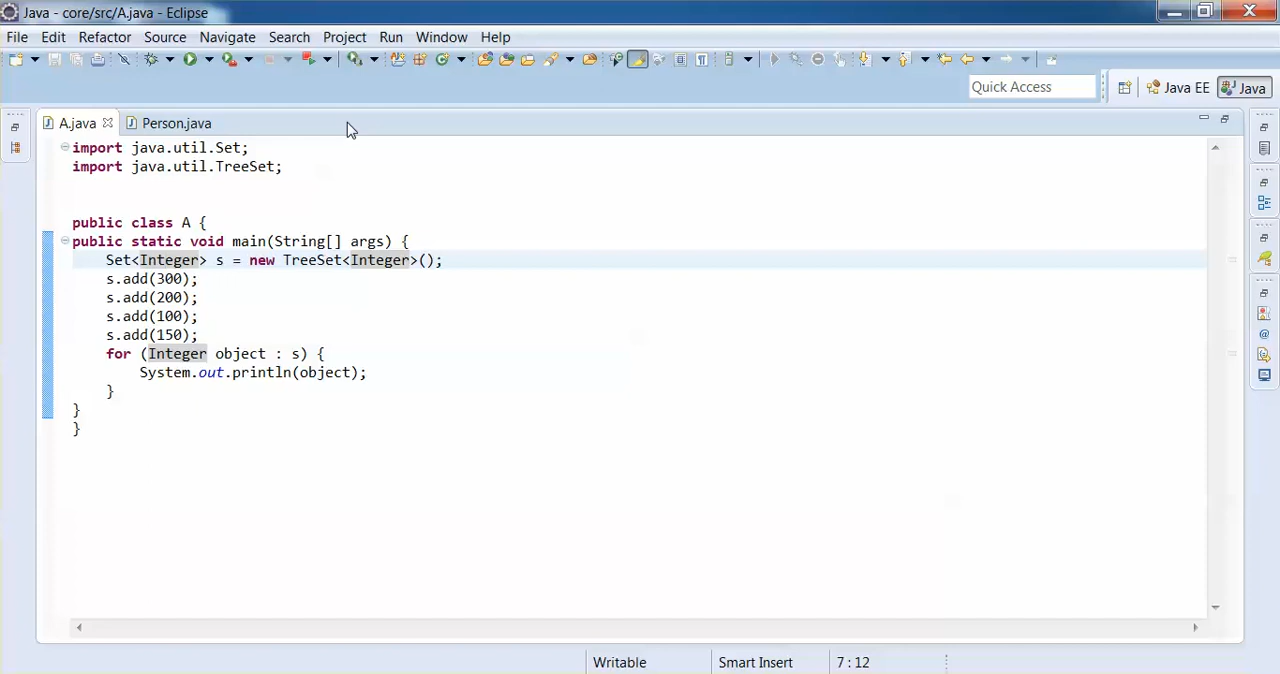 Java - core/src/A.java - Eclipse
File Edit Refactor Source Navigate Search Project Run Window Help
Quick Access Java EE Java
A.java Person.java
import java.util.Set;
import java.util.TreeSet;
public class A {
public static void main(String[] args) {
Set<Integer> s = new TreeSet<Integer>();
s.add(300);
s.add(200);
s.add(100);
s.add(150);
for (Integer object : s) {
System.out.println(object);
}
}
}
Writable Smart Insert 7 : 12